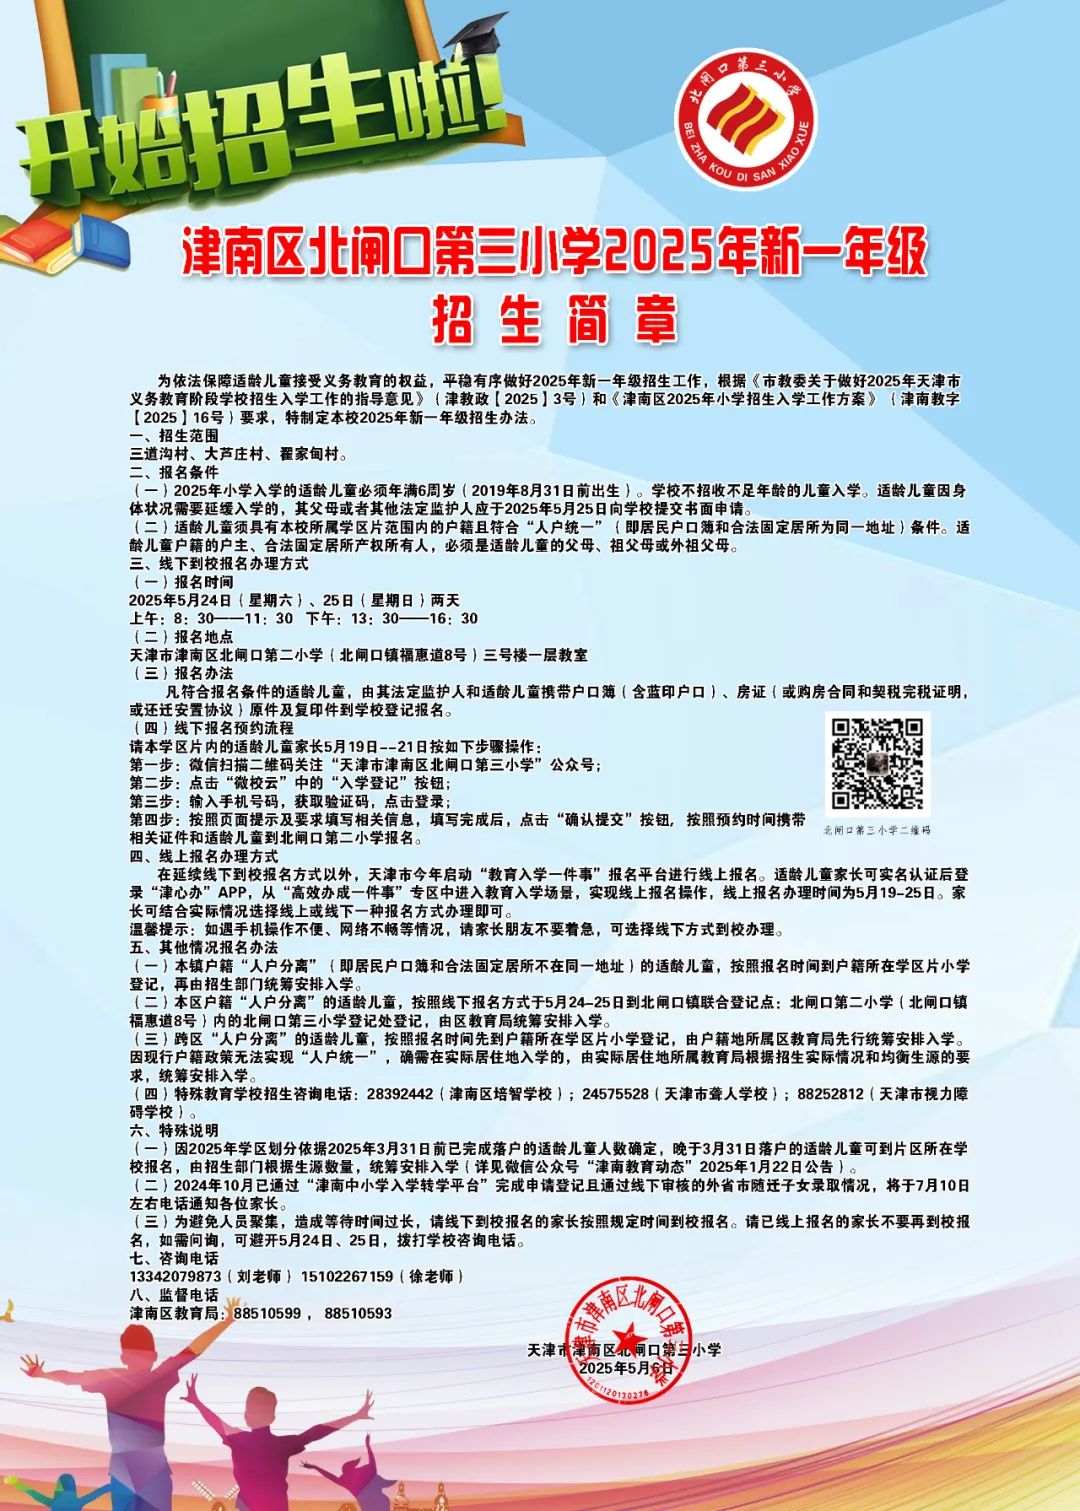 开始招生啦!
北闸口第三小学
BEI ZHA KOU DI SAN XIAO XUE
津南区北闸口第三小学2025年新一年级
招生简章
为依法保障适龄儿童接受义务教育的权益，平稳有序做好2025年新一年级招生工作，根据《市教委关于做好2025年天津市
义务教育阶段学校招生入学工作的指导意见》（津教政【2025】3号）和《津南区2025年小学招生入学工作方案》（津南教字
【2025】16号）要求，特制定本校2025年新一年级招生办法。
一、招生范围
三道沟村、大芦庄村、翟家甸村。
二、报名条件
（一）2025年小学入学的适龄儿童必须年满6周岁（2019年8月31日前出生）。学校不招收不足年龄的儿童入学。适龄儿童因身
体状况需要延缓入学的，其父母或者其他法定监护人应于2025年5月25日向学校提交书面申请。
（二）适龄儿童须具有本校所属学区片范围内的户籍且符合“人户统一”（即居民户口簿和合法固定居所为同一地址）条件。适
龄儿童户籍的户主、合法固定居所产权所有人，必须是适龄儿童的父母、祖父母或外祖父母。
三、线下到校报名办理方式
（一）报名时间
2025年5月24日（星期六）、25日（星期日）两天
上午：8：30——11：30 下午：13：30——16：30
（二）报名地点
天津市津南区北闸口第二小学（北闸口镇福惠道8号）三号楼一层教室
（三）报名办法
凡符合报名条件的适龄儿童，由其法定监护人和适龄儿童携带户口簿（含蓝印户口）、房证（或购房合同和契税完税证明，
或还迁安置协议）原件及复印件到学校登记报名。
（四）线下报名预约流程
请本学区片内的适龄儿童家长5月19日--21日按如下步骤操作：
第一步：微信扫描二维码关注“天津市津南区北闸口第三小学”公众号；
第二步：点击“微校云”中的“入学登记”按钮；
第三步：输入手机号码，获取验证码，点击登录；
第四步：按照页面提示及要求填写相关信息，填写完成后，点击“确认提交”按钮，按照预约时间携带
相关证件和适龄儿童到北闸口第二小学报名。
北闸口第三小学二维码
四、线上报名办理方式
在延续线下到校报名方式以外，天津市今年启动“教育入学一件事”报名平台进行线上报名。适龄儿童家长可实名认证后登
录“津心办”APP，从“高效办成一件事”专区中进入教育入学场景，实现线上报名操作，线上报名办理时间为5月19-25日。家
长可结合实际情况选择线上或线下一种报名方式办理即可。
温馨提示：如遇手机操作不便、网络不畅等情况，请家长朋友不要着急，可选择线下方式到校办理。
五、其他情况报名办法
（一）本镇户籍“人户分离”（即居民户口簿和合法固定居所不在同一地址）的适龄儿童，按照报名时间到户籍所在学区片小学
登记，再由招生部门统筹安排入学。
（二）本区户籍“人户分离”的适龄儿童，按照线下报名方式于5月24-25日到北闸口镇联合登记点：北闸口第二小学（北闸口镇
福惠道8号）内的北闸口第三小学登记处登记，由区教育局统筹安排入学。
（三）跨区“人户分离”的适龄儿童，按照报名时间先到户籍所在学区片小学登记，由户籍地所属区教育局先行统筹安排入学。
因现行户籍政策无法实现“人户统一”，确需在实际居住地入学的，由实际居住地所属教育局根据招生实际情况和均衡生源的要
求，统筹安排入学。
（四）特殊教育学校招生咨询电话：28392442（津南区培智学校）；24575528（天津市聋人学校）；88252812（天津市视力障
碍学校）。
六、特殊说明
（一）因2025年学区划分依据2025年3月31日前已完成落户的适龄儿童人数确定，晚于3月31日落户的适龄儿童可到片区所在学
校报名，由招生部门根据生源数量，统筹安排入学（详见微信公众号“津南教育动态”2025年1月22日公告）。
（二）2024年10月已通过“津南中小学入学转学平台”完成申请登记且通过线下审核的外省市随迁子女录取情况，将于7月10日
左右电话通知各位家长。
（三）为避免人员聚集，造成等待时间过长，请线下到校报名的家长按照规定时间到校报名。请已线上报名的家长不要再到校报
名，如需问询，可避开5月24日、25日，拨打学校咨询电话。
七、咨询电话
13342079873（刘老师） 15102267159（徐老师）
八、监督电话
津南区教育局：88510599 ，88510593
天津市津南区北闸口第三小学
2025年5月6日
天津市津南区北闸口第三小学
1201120130278